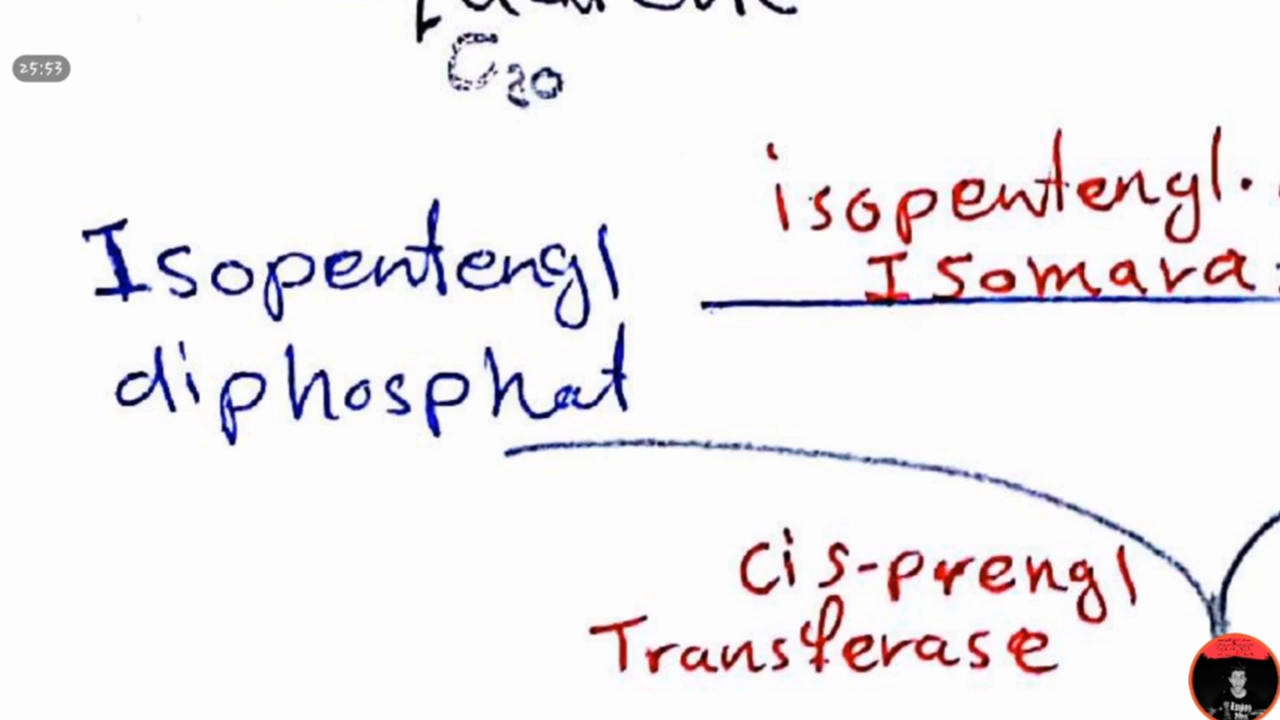 25:53
C20
isopentenyl.
Isopentenyl
Isomara
diphosphat
Cis-prenyl
Transferase